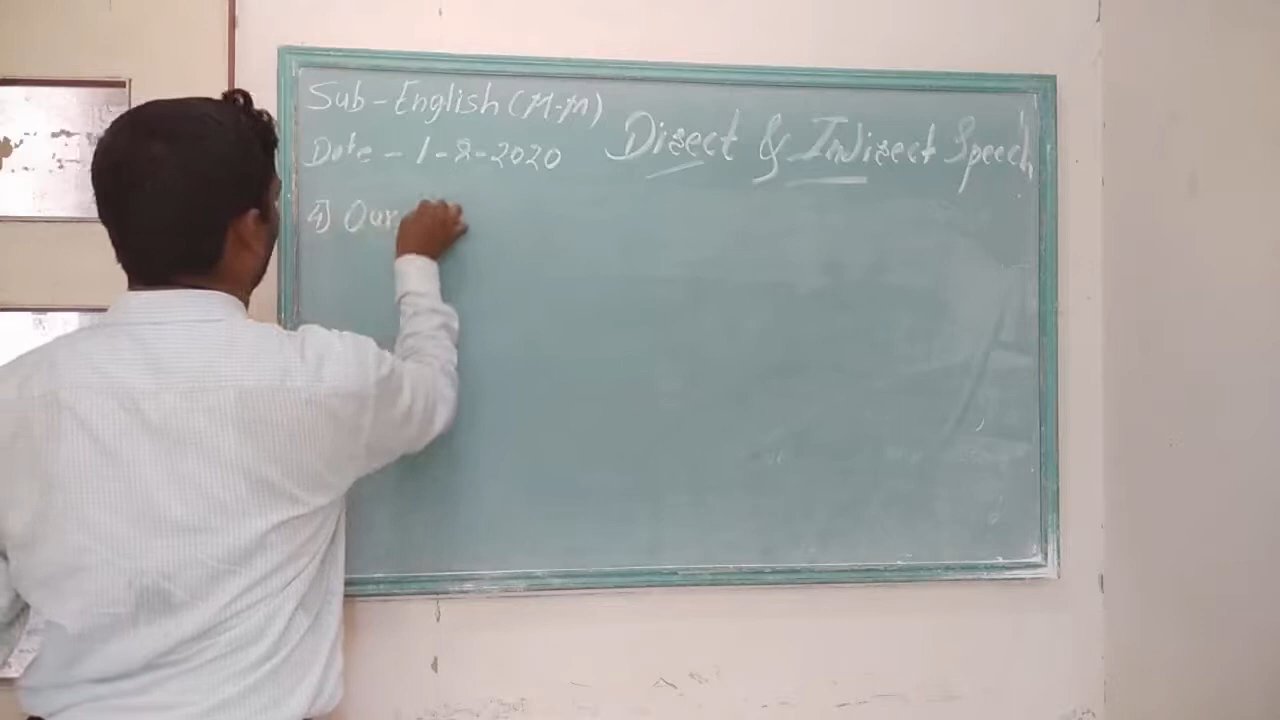 Sub - English (M-M)
Date - 1-8-2020
Direct & Indirect Speech
4) Our